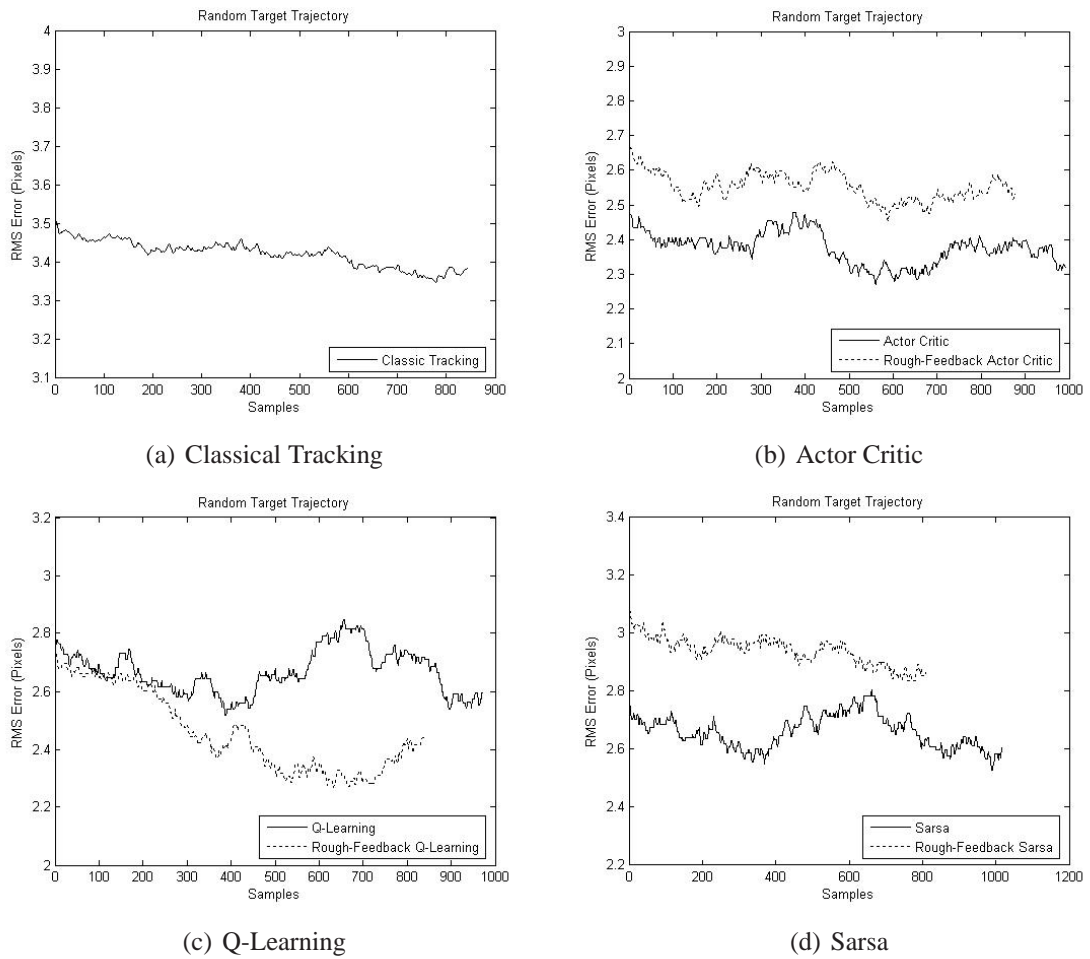 Random Target Trajectory
4
3.9
3.8
3.7
3.6
3.5
3.4
3.3
3.2
3.1
RMS Error (Pixels)
Classic Tracking
0 100 200 300 400 500 600 700 800 900
Samples
(a) Classical Tracking
Random Target Trajectory
3
2.9
2.8
2.7
2.6
2.5
2.4
2.3
2.2
2.1
2
RMS Error (Pixels)
Actor Critic
Rough-Feedback Actor Critic
0 100 200 300 400 500 600 700 800 900 1000
Samples
(b) Actor Critic
Random Target Trajectory
3.2
3
2.8
2.6
2.4
2.2
2
RMS Error (Pixels)
Q-Learning
Rough-Feedback Q-Learning
0 100 200 300 400 500 600 700 800 900 1000
Samples
(c) Q-Learning
Random Target Trajectory
3.4
3.2
3
2.8
2.6
2.4
2.2
RMS Error (Pixels)
Sarsa
Rough-Feedback Sarsa
0 200 400 600 800 1000 1200
Samples
(d) Sarsa